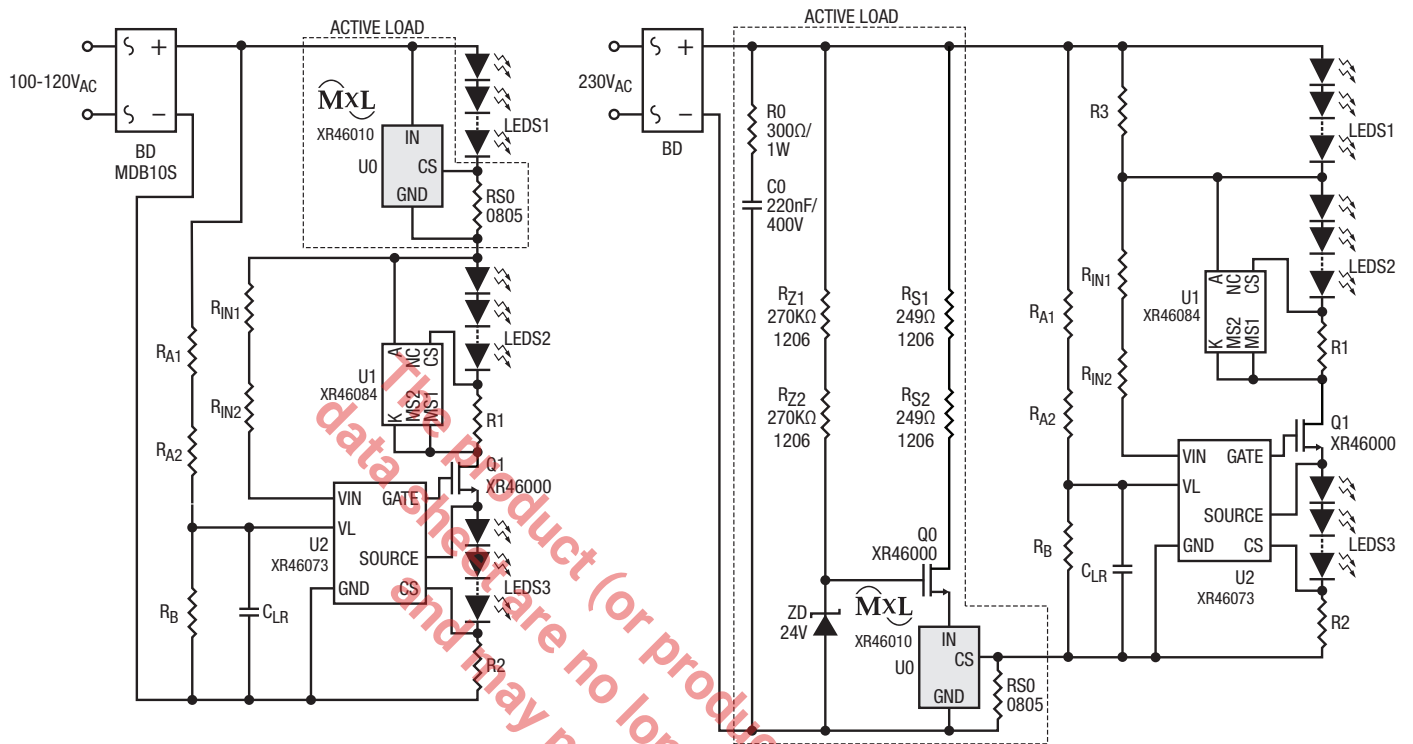 ACTIVE LOAD
100-120VAC
+
−
BD
MDB10S
MxL
XR46010
IN
U0
CS
GND
RS0
0805
LEDS1
RIN1
RIN2
RA1
RA2
RB
CLR
U1
XR46084
A
NC
CS
K
MS2
MS1
LEDS2
R1
Q1
XR46000
VIN
GATE
VL
U2
XR46073
SOURCE
GND
CS
LEDS3
R2
ACTIVE LOAD
230VAC
+
−
BD
R0
300Ω/
1W
C0
220nF/
400V
RZ1
270KΩ
1206
RZ2
270KΩ
1206
RS1
249Ω
1206
RS2
249Ω
1206
Q0
XR46000
ZD
24V
MxL
XR46010
U0
IN
CS
GND
RS0
0805
R3
LEDS1
RA1
RA2
RB
CLR
RIN1
RIN2
U1
XR46084
A
NC
CS
K
MS2
MS1
LEDS2
R1
Q1
XR46000
VIN
GATE
VL
SOURCE
GND
CS
U2
XR46073
LEDS3
R2
The product (or produc
data sheet are no lon
and may n